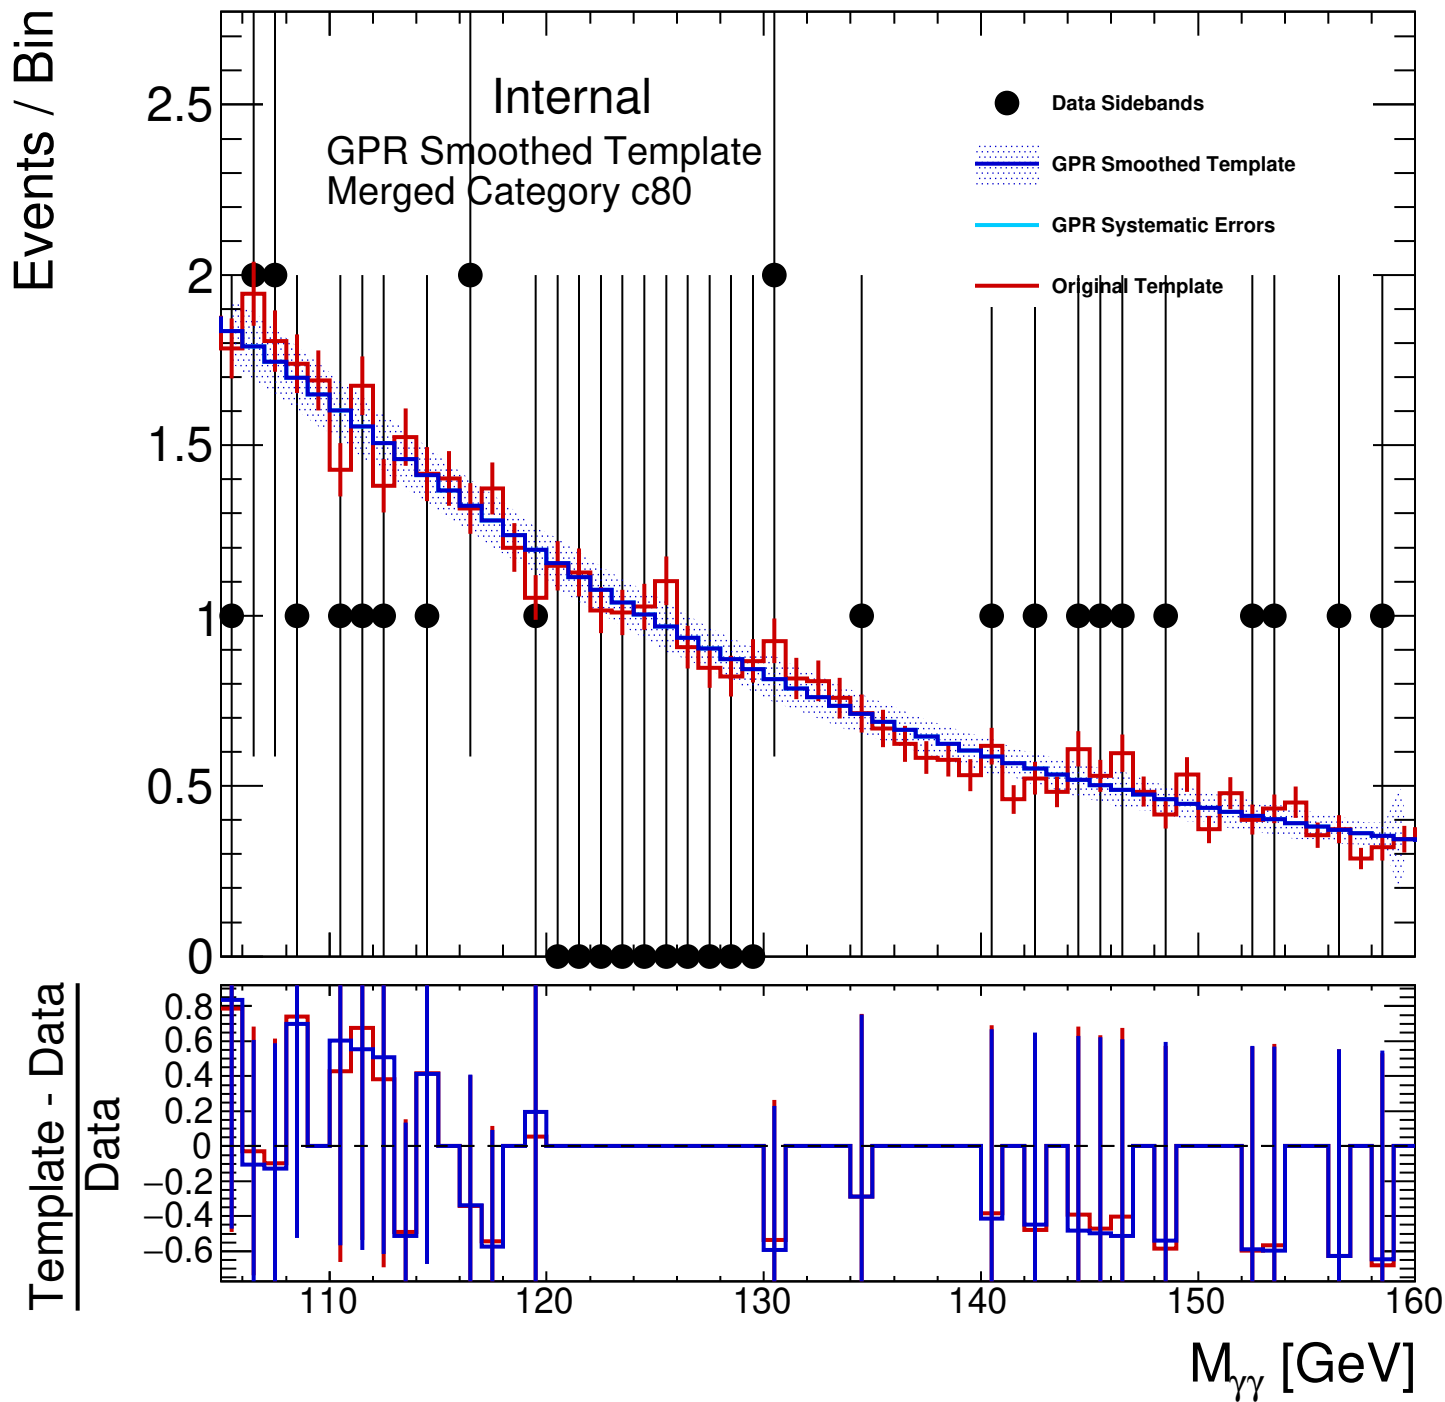 Events / Bin
2.5
2
1.5
1
0.5
0
Internal
GPR Smoothed Template
Merged Category c80
Data Sidebands
GPR Smoothed Template
GPR Systematic Errors
Original Template
Template - Data
Data
0.8
0.6
0.4
0.2
0
−0.2
−0.4
−0.6
110 120 130 140 150 160
Mγγ [GeV]